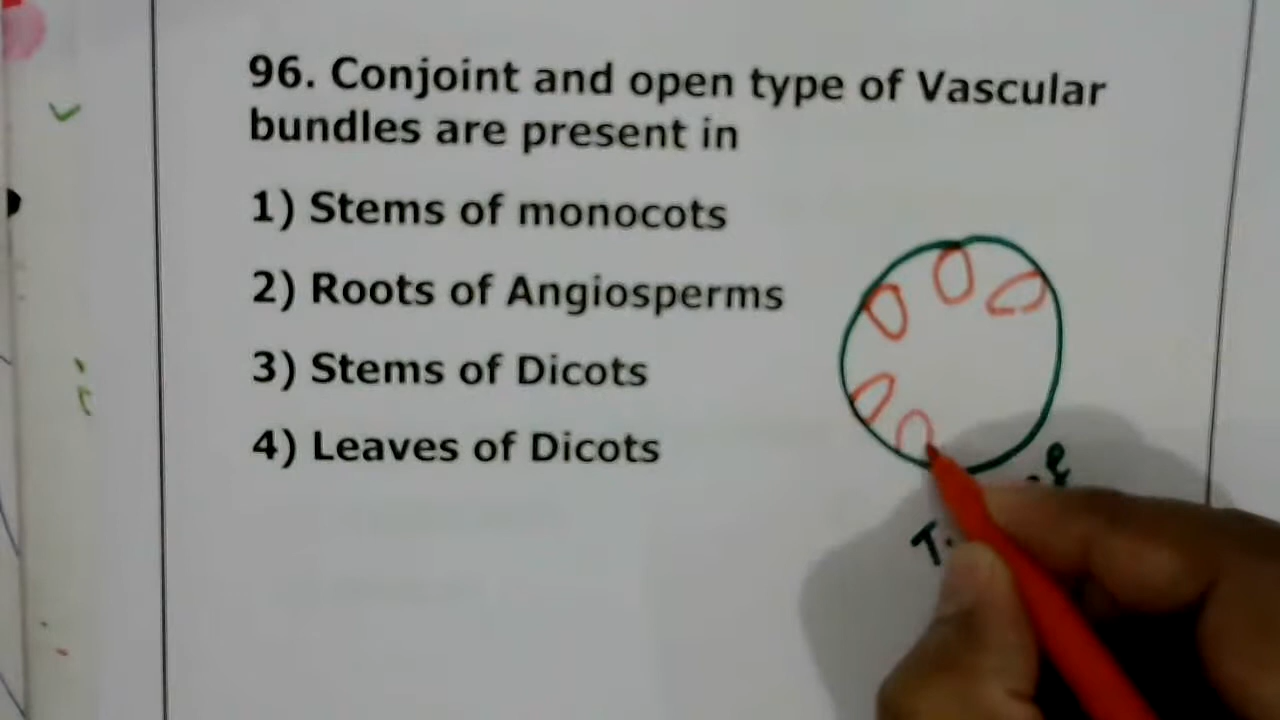 96. Conjoint and open type of Vascular
bundles are present in
1) Stems of monocots
2) Roots of Angiosperms
3) Stems of Dicots
4) Leaves of Dicots